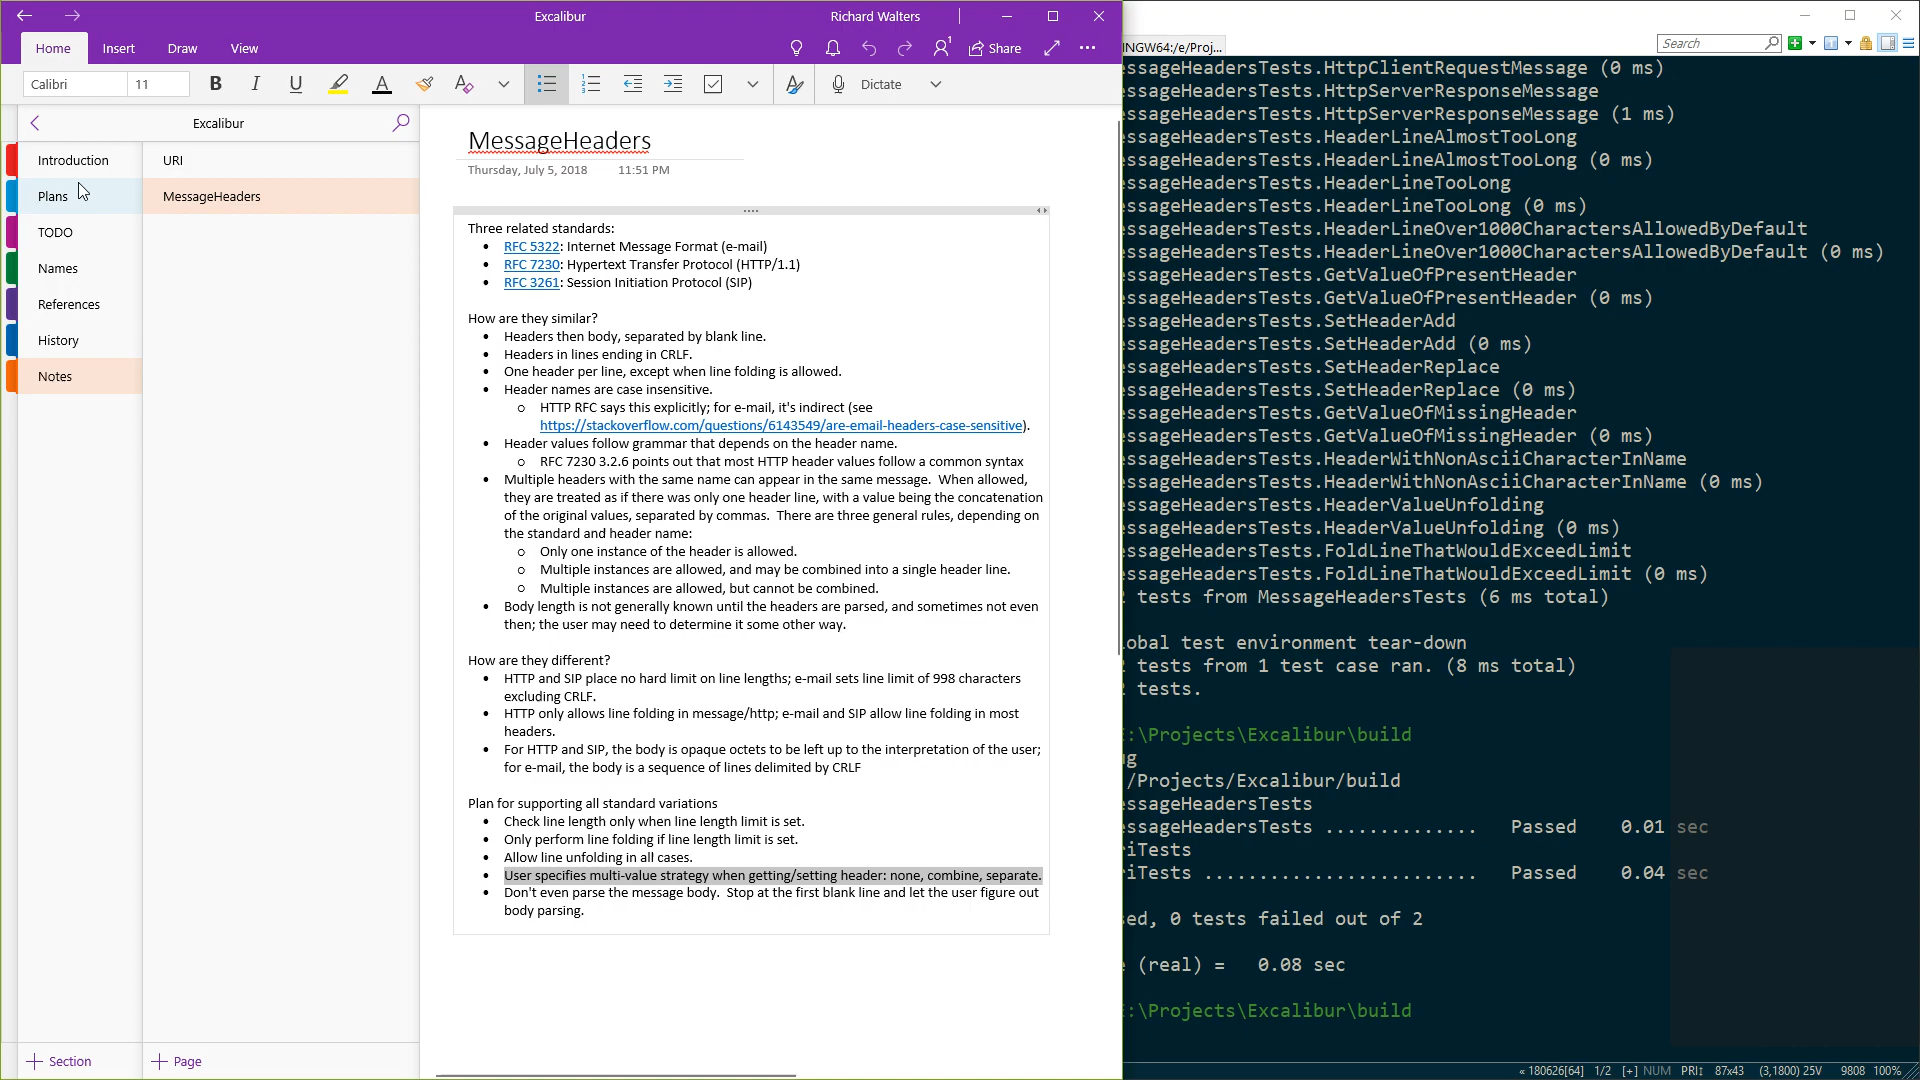 Excalibur
Richard Walters
Home
Insert
Draw
View
1
Share
Calibri
11
B
I
U
A
A
Dictate
Excalibur
Introduction
Plans
TODO
Names
References
History
Notes
URI
MessageHeaders
Section
Page
MessageHeaders
Thursday, July 5, 2018 11:51 PM
Three related standards:
• RFC 5322: Internet Message Format (e-mail)
• RFC 7230: Hypertext Transfer Protocol (HTTP/1.1)
• RFC 3261: Session Initiation Protocol (SIP)
How are they similar?
• Headers then body, separated by blank line.
• Headers in lines ending in CRLF.
• One header per line, except when line folding is allowed.
• Header names are case insensitive.
o HTTP RFC says this explicitly; for e-mail, it's indirect (see
https://stackoverflow.com/questions/6143549/are-email-headers-case-sensitive).
• Header values follow grammar that depends on the header name.
o RFC 7230 3.2.6 points out that most HTTP header values follow a common syntax
• Multiple headers with the same name can appear in the same message. When allowed,
they are treated as if there was only one header line, with a value being the concatenation
of the original values, separated by commas. There are three general rules, depending on
the standard and header name:
o Only one instance of the header is allowed.
o Multiple instances are allowed, and may be combined into a single header line.
o Multiple instances are allowed, but cannot be combined.
• Body length is not generally known until the headers are parsed, and sometimes not even
then; the user may need to determine it some other way.
How are they different?
• HTTP and SIP place no hard limit on line lengths; e-mail sets line limit of 998 characters
excluding CRLF.
• HTTP only allows line folding in message/http; e-mail and SIP allow line folding in most
headers.
• For HTTP and SIP, the body is opaque octets to be left up to the interpretation of the user;
for e-mail, the body is a sequence of lines delimited by CRLF
Plan for supporting all standard variations
• Check line length only when line length limit is set.
• Only perform line folding if line length limit is set.
• Allow line unfolding in all cases.
• User specifies multi-value strategy when getting/setting header: none, combine, separate.
• Don't even parse the message body. Stop at the first blank line and let the user figure out
body parsing.
INGW64:/e/Proj...
Search
essageHeadersTests.HttpClientRequestMessage (0 ms)
essageHeadersTests.HttpServerResponseMessage
essageHeadersTests.HttpServerResponseMessage (1 ms)
essageHeadersTests.HeaderLineAlmostTooLong
essageHeadersTests.HeaderLineAlmostTooLong (0 ms)
essageHeadersTests.HeaderLineTooLong
essageHeadersTests.HeaderLineTooLong (0 ms)
essageHeadersTests.HeaderLineOver1000CharactersAllowedByDefault
essageHeadersTests.HeaderLineOver1000CharactersAllowedByDefault (0 ms)
essageHeadersTests.GetValueOfPresentHeader
essageHeadersTests.GetValueOfPresentHeader (0 ms)
essageHeadersTests.SetHeaderAdd
essageHeadersTests.SetHeaderAdd (0 ms)
essageHeadersTests.SetHeaderReplace
essageHeadersTests.SetHeaderReplace (0 ms)
essageHeadersTests.GetValueOfMissingHeader
essageHeadersTests.GetValueOfMissingHeader (0 ms)
essageHeadersTests.HeaderWithNonAsciiCharacterInName
essageHeadersTests.HeaderWithNonAsciiCharacterInName (0 ms)
essageHeadersTests.HeaderValueUnfolding
essageHeadersTests.HeaderValueUnfolding (0 ms)
essageHeadersTests.FoldLineThatWouldExceedLimit
essageHeadersTests.FoldLineThatWouldExceedLimit (0 ms)
tests from MessageHeadersTests (6 ms total)
obal test environment tear-down
tests from 1 test case ran. (8 ms total)
tests.
:\Projects\Excalibur\build
ug
/Projects/Excalibur/build
essageHeadersTests
essageHeadersTests .............. Passed 0.01 sec
iTests
iTests ......................... Passed 0.04 sec
ed, 0 tests failed out of 2
(real) = 0.08 sec
:\Projects\Excalibur\build
« 180626[64] 1/2 [+] NUM PRI↕ 87x43 (3,1800) 25V 9808 100%